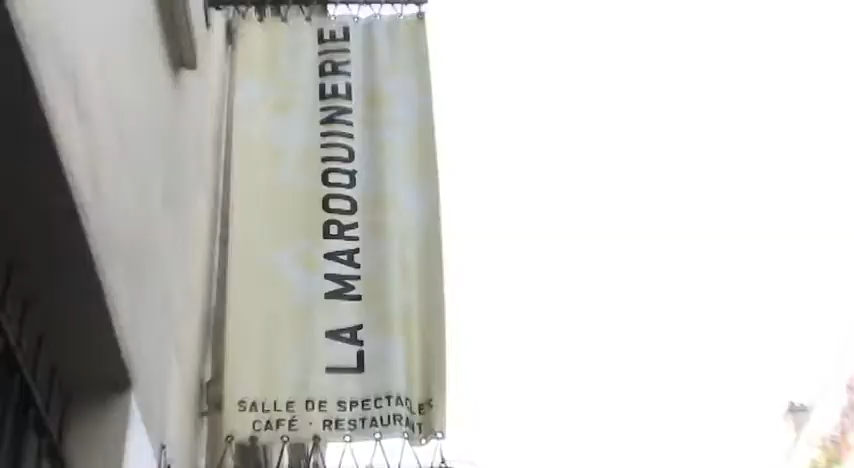 LA MAROQUINERIE
SALLE DE SPECTACLES
CAFÉ · RESTAURANT